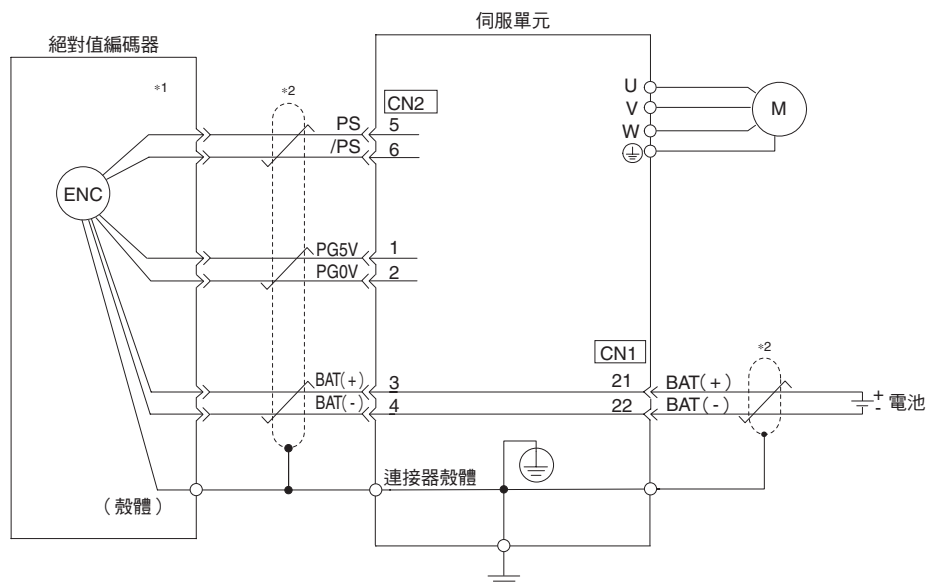 伺服單元
絕對值編碼器
*1
*2
CN2
U
V
W
M
PS 5
/PS 6
ENC
PG5V 1
PG0V 2
CN1
*2
BAT(+) 3
21 BAT(+)
BAT(-) 4
22 BAT(-)
+
-
電池
連接器殼體
(殼體)